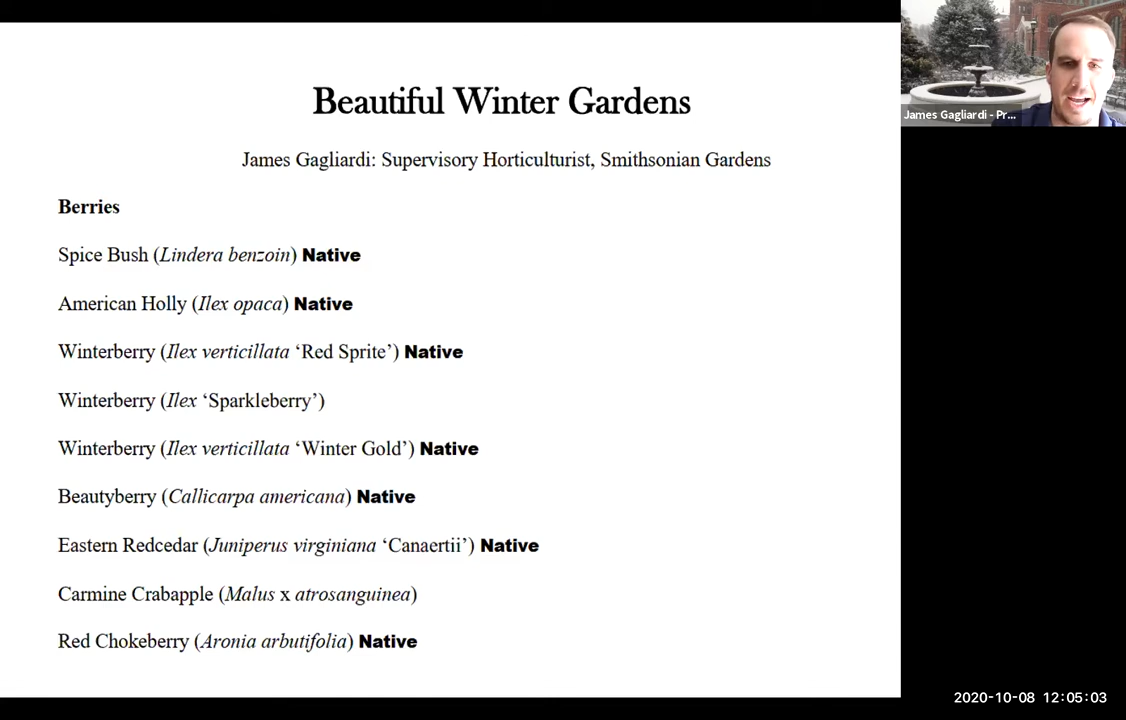 Beautiful Winter Gardens
James Gagliardi: Supervisory Horticulturist, Smithsonian Gardens
Berries
Spice Bush (Lindera benzoin) Native
American Holly (Ilex opaca) Native
Winterberry (Ilex verticillata ‘Red Sprite’) Native
Winterberry (Ilex ‘Sparkleberry’)
Winterberry (Ilex verticillata ‘Winter Gold’) Native
Beautyberry (Callicarpa americana) Native
Eastern Redcedar (Juniperus virginiana ‘Canaertii’) Native
Carmine Crabapple (Malus x atrosanguinea)
Red Chokeberry (Aronia arbutifolia) Native
James Gagliardi - Pr...
2020-10-08 12:05:03